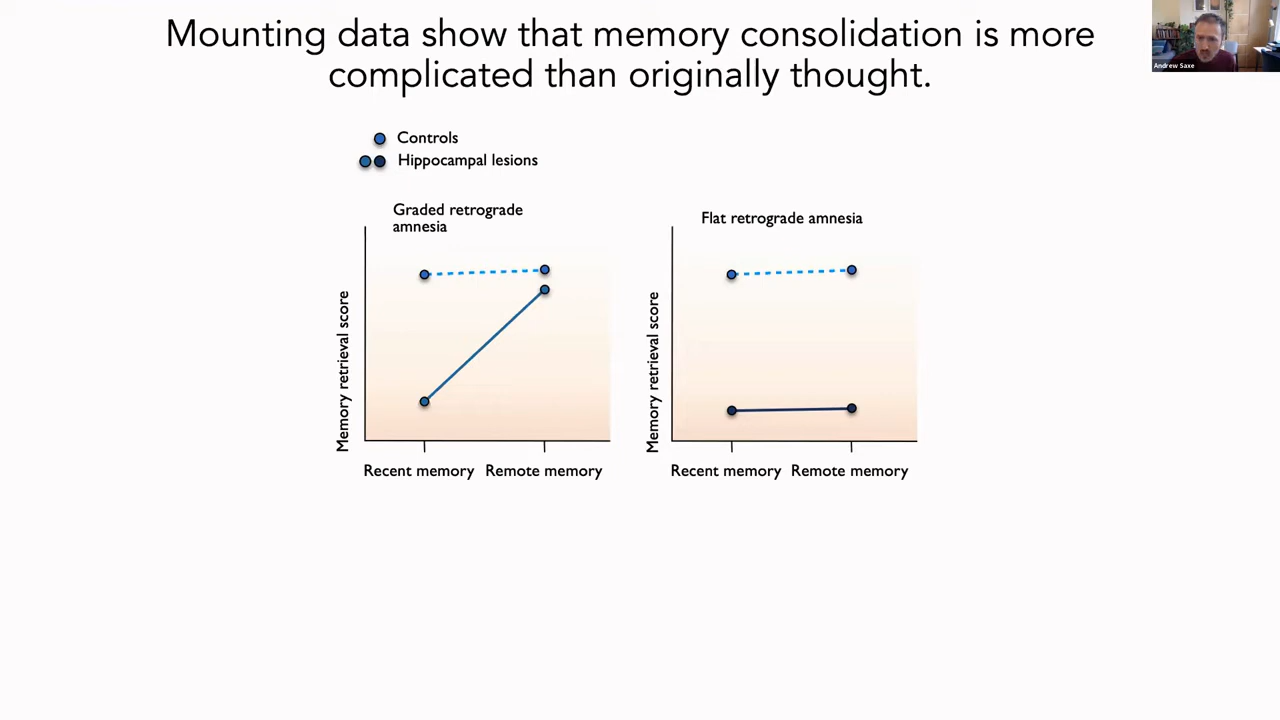 Mounting data show that memory consolidation is more
complicated than originally thought.
Andrew Saxe
Controls
Hippocampal lesions
Graded retrograde
amnesia
Memory retrieval score
Recent memory
Remote memory
Flat retrograde amnesia
Memory retrieval score
Recent memory
Remote memory